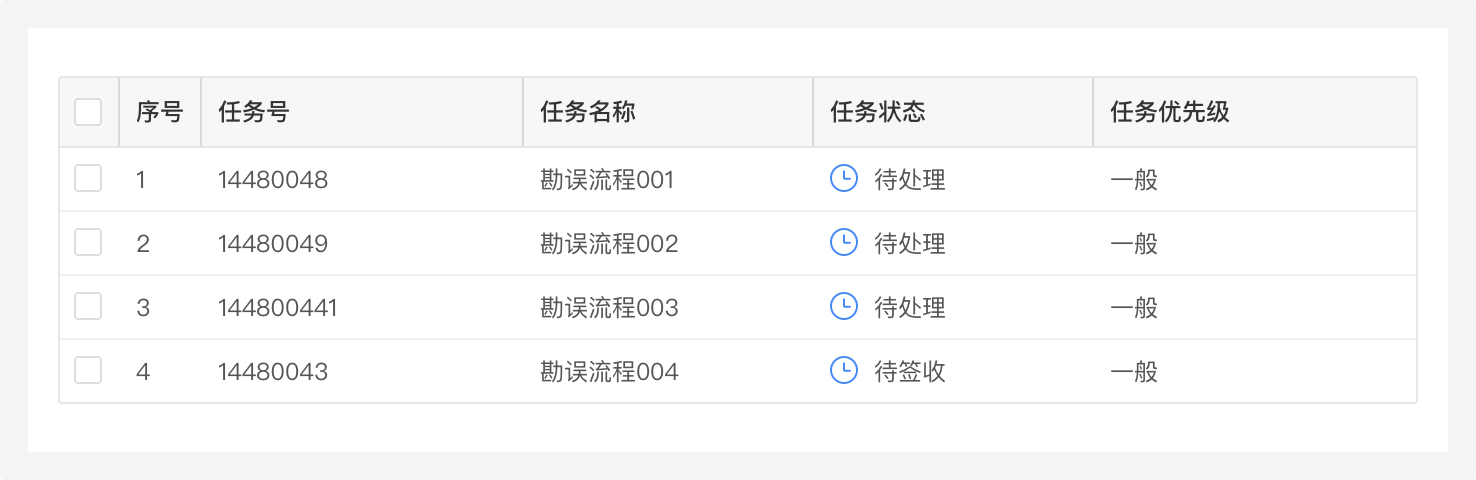 序号 任务号 任务名称 任务状态 任务优先级
1 14480048 勘误流程001 待处理 一般
2 14480049 勘误流程002 待处理 一般
3 144800441 勘误流程003 待处理 一般
4 14480043 勘误流程004 待签收 一般